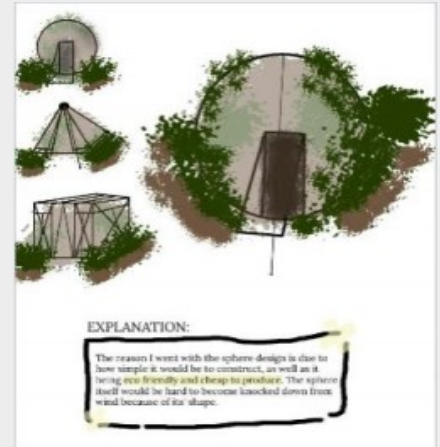 EXPLANATION:
The reason I went with the sphere design is due to
how simple it would be to construct, as well as it
being eco friendly and cheap to produce. The sphere
itself would be hard to become knocked down from
wind because of its' shape.